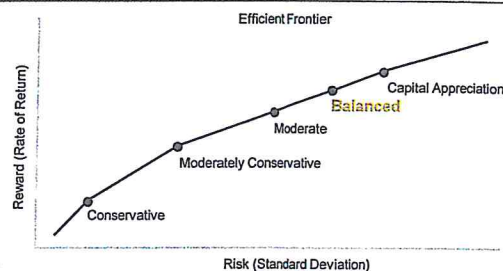 Efficient Frontier
Reward (Rate of Return)
Capital Appreciation
Balanced
Moderate
Moderately Conservative
Conservative
Risk (Standard Deviation)